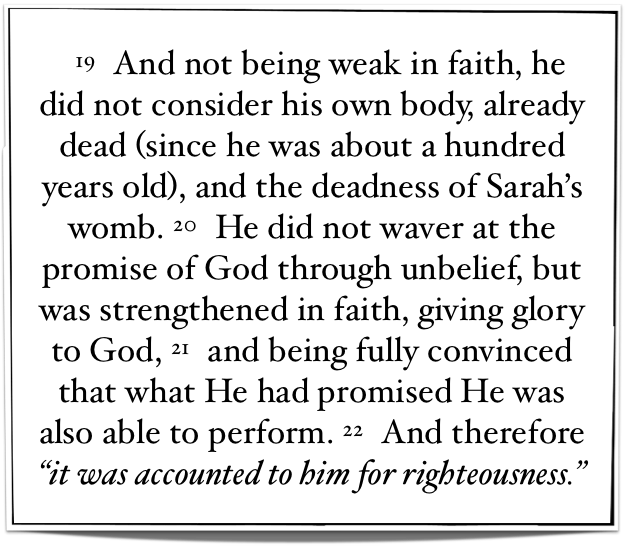 19 And not being weak in faith, he
did not consider his own body, already
dead (since he was about a hundred
years old), and the deadness of Sarah’s
womb. 20 He did not waver at the
promise of God through unbelief, but
was strengthened in faith, giving glory
to God, 21 and being fully convinced
that what He had promised He was
also able to perform. 22 And therefore
“it was accounted to him for righteousness.”